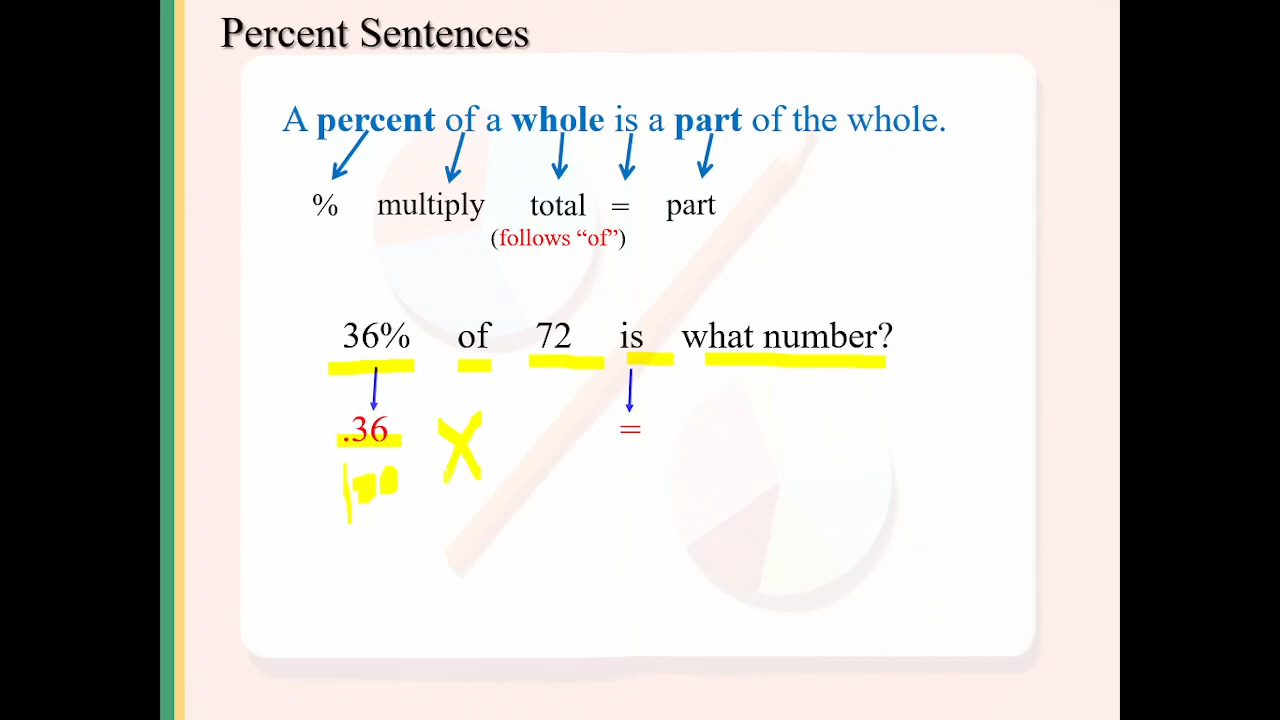 Percent Sentences
A percent of a whole is a part of the whole.
% multiply total = part
(follows “of”)
36% of 72 is what number?
.36 X =
100